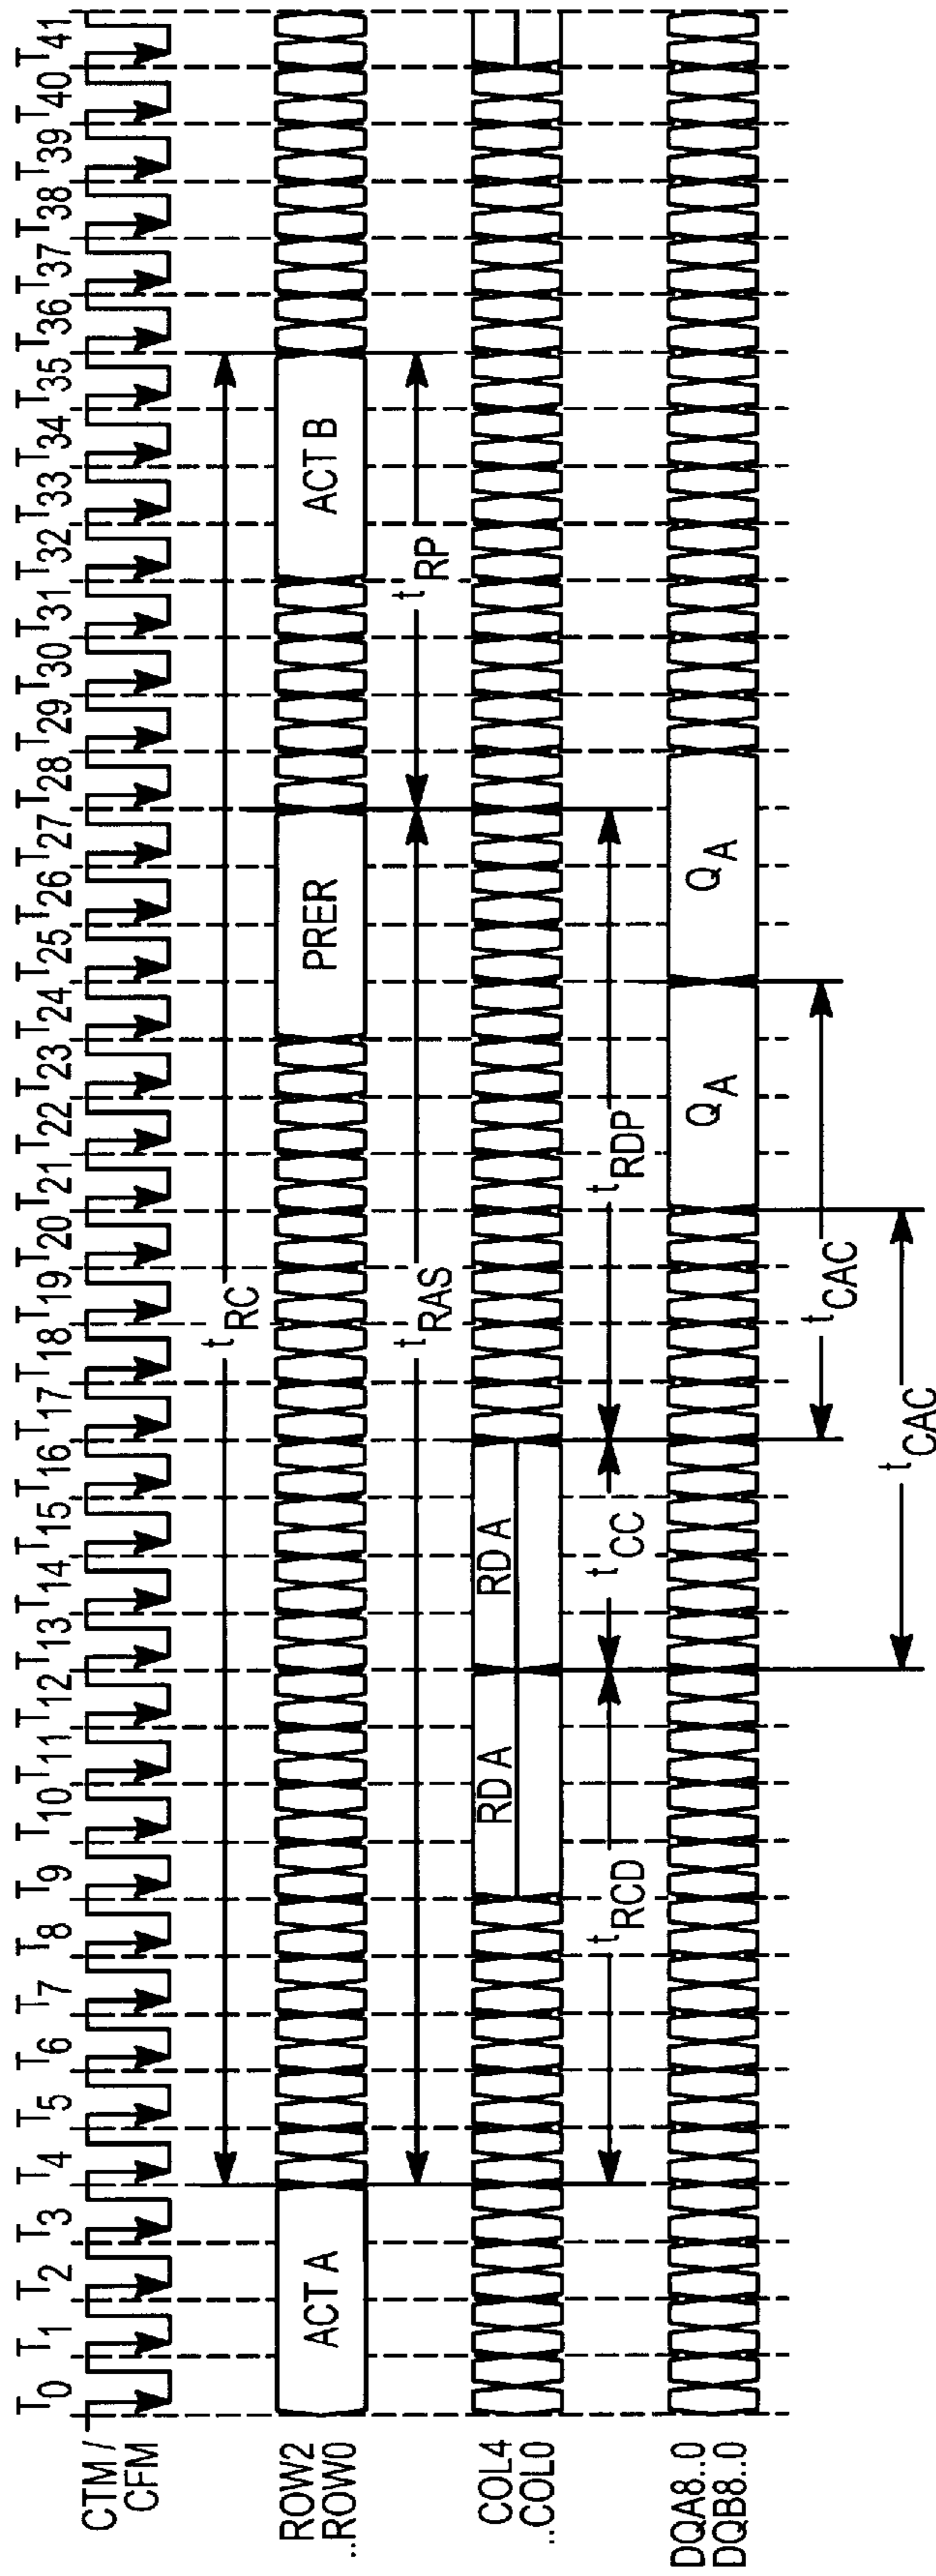 T0 T1 T2 T3 T4 T5 T6 T7 T8 T9 T10 T11 T12 T13 T14 T15 T16 T17 T18 T19 T20 T21 T22 T23 T24 T25 T26 T27 T28 T29 T30 T31 T32 T33 T34 T35 T36 T37 T38 T39 T40 T41
CTM /
CFM
tRC
ROW2
..ROW0
ACT A
PRER
ACT B
tRAS
tRP
COL4
..COL0
RD A
RD A
tRCD
tCC
tRDP
DQA8..0
DQB8..0
QA
QA
tCAC
tCAC